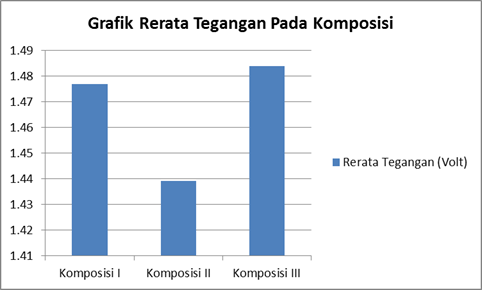 Grafik Rerata Tegangan Pada Komposisi
1.49
1.48
1.47
1.46
1.45
1.44
1.43
1.42
1.41
Komposisi I
Komposisi II
Komposisi III
Rerata Tegangan (Volt)